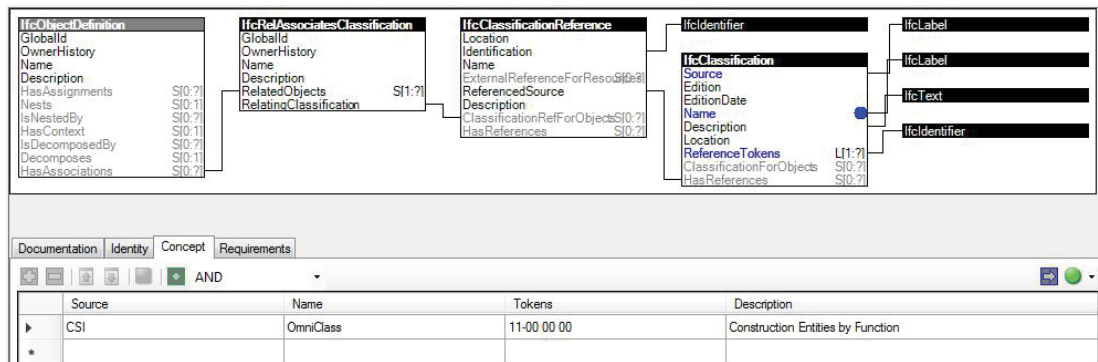 IfcObjectDefinition
GlobalId
OwnerHistory
Name
Description
HasAssignments S[0:?]
Nests S[0:1]
IsNestedBy S[0:?]
HasContext S[0:1]
IsDecomposedBy S[0:?]
Decomposes S[0:1]
HasAssociations S[0:?]
IfcRelAssociatesClassification
GlobalId
OwnerHistory
Name
Description
RelatedObjects S[1:?]
RelatingClassification
IfcClassificationReference
Location
Identification
Name
ExternalReferenceForResources S[0:?]
ReferencedSource
Description
ClassificationRefForObjects S[0:?]
HasReferences S[0:?]
IfcIdentifier
IfcClassification
Source
Edition
EditionDate
Name
Description
Location
ReferenceTokens L[1:?]
ClassificationForObjects S[0:?]
HasReferences S[0:?]
IfcLabel
IfcLabel
IfcText
IfcIdentifier
Documentation Identity Concept Requirements
AND
Source Name Tokens Description
CSI OmniClass 11-00 00 00 Construction Entities by Function